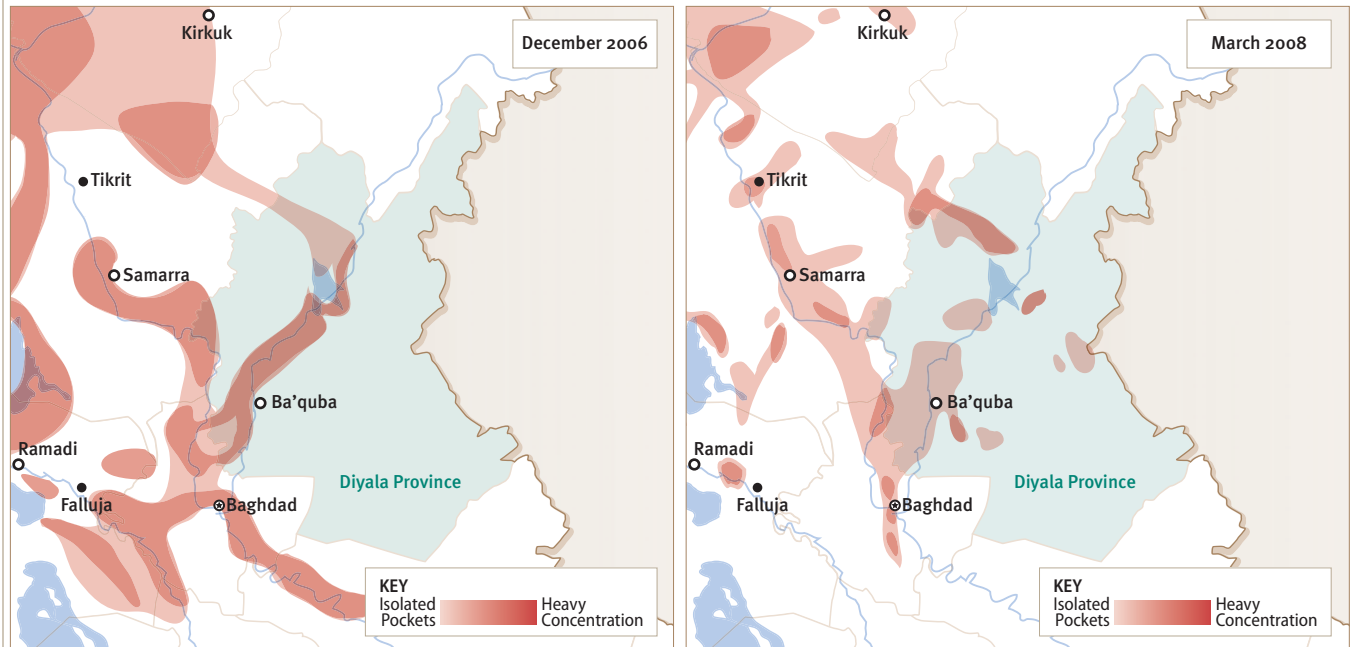 Kirkuk
December 2006
Tikrit
Samarra
Ba’quba
Ramadi
Falluja
Diyala Province
Baghdad
KEY
Isolated
Pockets
Heavy
Concentration
Kirkuk
March 2008
Tikrit
Samarra
Ba’quba
Ramadi
Falluja
Diyala Province
Baghdad
KEY
Isolated
Pockets
Heavy
Concentration